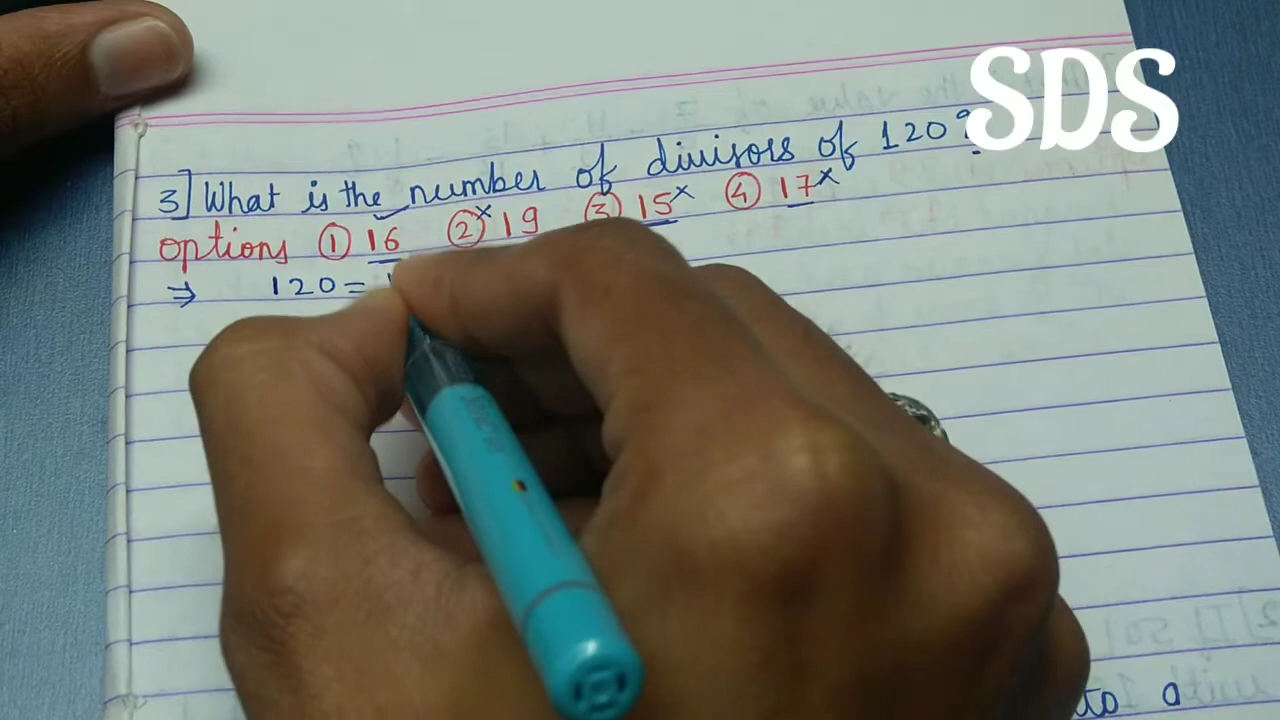 SDS
3] What is the number of divisors of 120?
options ① 16 ② 19 ③ 15 ④ 17
⇒ 120 =
to a